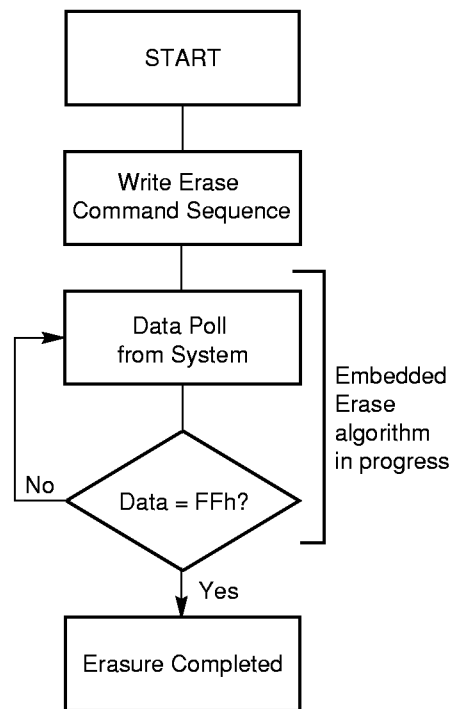 START
Write Erase
Command Sequence
Data Poll
from System
Embedded
Erase
algorithm
in progress
No
Data = FFh?
Yes
Erasure Completed